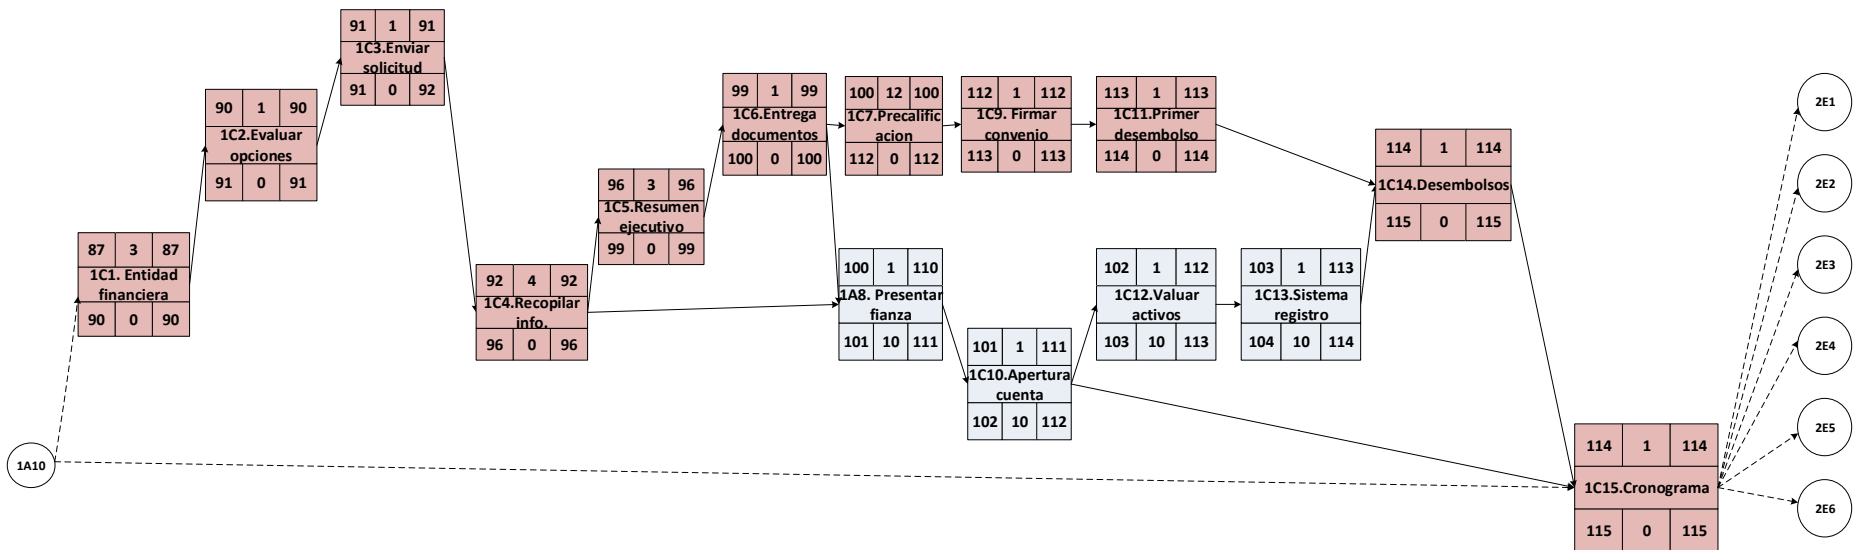 91 1 91
1C3.Enviar
solicitud
91 0 92
90 1 90
1C2.Evaluar
opciones
91 0 91
87 3 87
1C1. Entidad
financiera
90 0 90
92 4 92
1C4.Recopilar
info.
96 0 96
96 3 96
1C5.Resumen
ejecutivo
99 0 99
99 1 99
1C6.Entrega
documentos
100 0 100
100 12 100
1C7.Precalific
acion
112 0 112
112 1 112
1C9. Firmar
convenio
113 0 113
113 1 113
1C11.Primer
desembolso
114 0 114
114 1 114
1C14.Desembolsos
115 0 115
100 1 110
1A8. Presentar
fianza
101 10 111
101 1 111
1C10.Apertura
cuenta
102 10 112
102 1 112
1C12.Valuar
activos
103 10 113
103 1 113
1C13.Sistema
registro
104 10 114
114 1 114
1C15.Cronograma
115 0 115
1A10
2E1
2E2
2E3
2E4
2E5
2E6